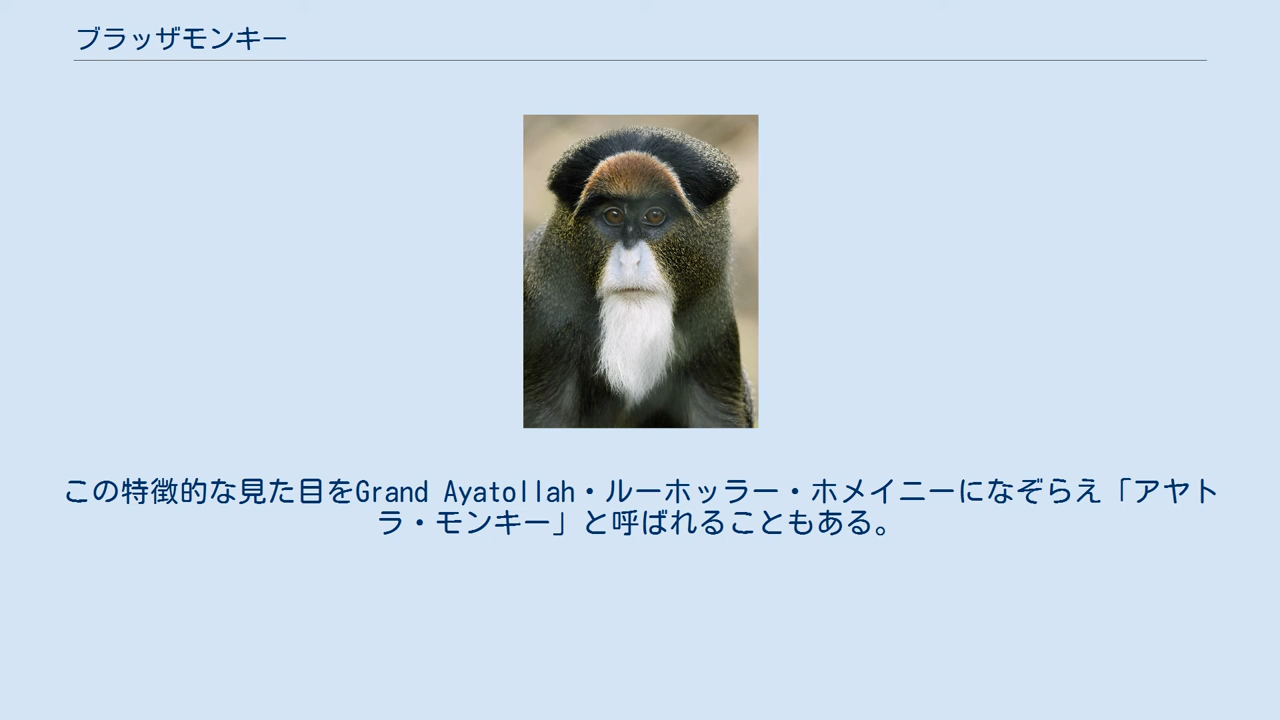 ブラッザモンキー
この特徴的な見た目をGrand Ayatollah・ルーホッラー・ホメイニーになぞらえ「アヤト
ラ・モンキー」と呼ばれることもある。